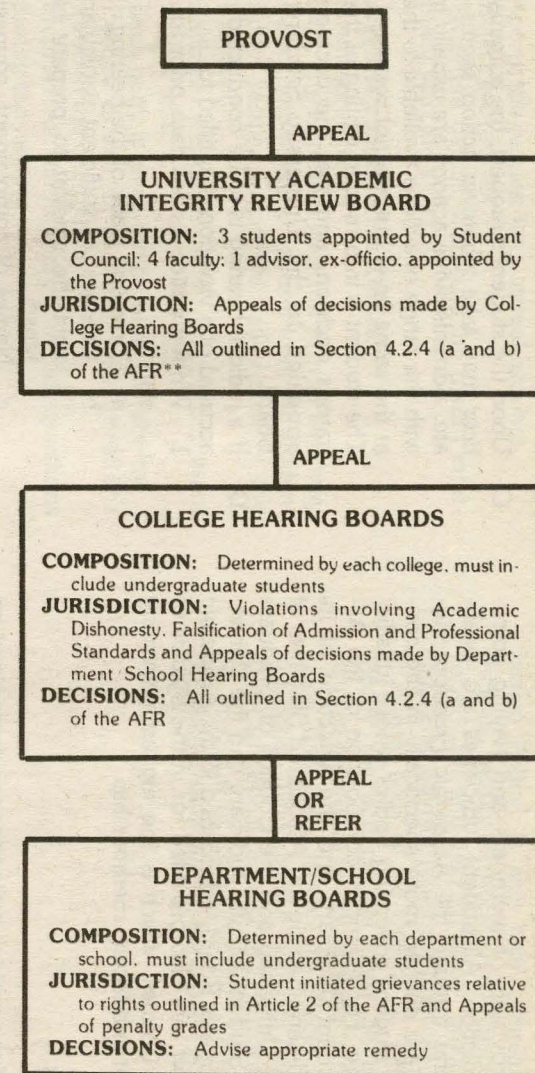 PROVOST
APPEAL
UNIVERSITY ACADEMIC
INTEGRITY REVIEW BOARD
COMPOSITION: 3 students appointed by Student
Council; 4 faculty; 1 advisor, ex-officio, appointed by
the Provost
JURISDICTION: Appeals of decisions made by Col-
lege Hearing Boards
DECISIONS: All outlined in Section 4.2.4 (a and b)
of the AFR**
APPEAL
COLLEGE HEARING BOARDS
COMPOSITION: Determined by each college, must in-
clude undergraduate students
JURISDICTION: Violations involving Academic
Dishonesty, Falsification of Admission and Professional
Standards and Appeals of decisions made by Depart-
ment School Hearing Boards
DECISIONS: All outlined in Section 4.2.4 (a and b)
of the AFR
APPEAL
OR
REFER
DEPARTMENT/SCHOOL
HEARING BOARDS
COMPOSITION: Determined by each department or
school, must include undergraduate students
JURISDICTION: Student initiated grievances relative
to rights outlined in Article 2 of the AFR and Appeals
of penalty grades
DECISIONS: Advise appropriate remedy